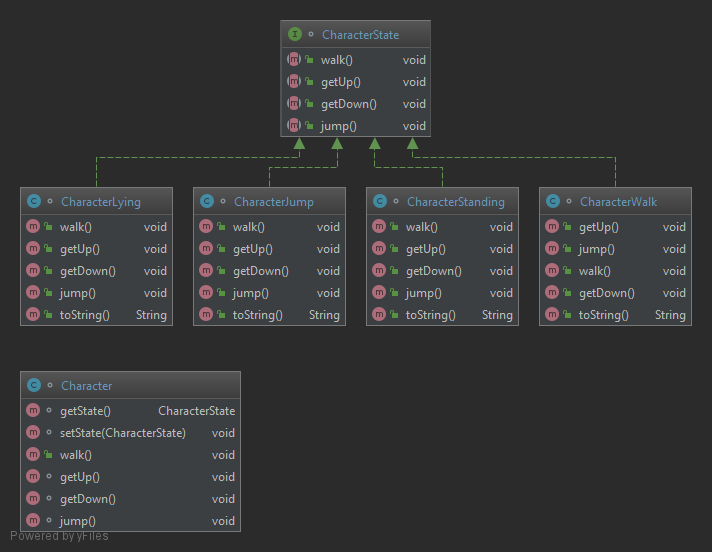 CharacterState
walk() void
getUp() void
getDown() void
jump() void
CharacterLying
walk() void
getUp() void
getDown() void
jump() void
toString() String
CharacterJump
walk() void
getUp() void
getDown() void
jump() void
toString() String
CharacterStanding
walk() void
getUp() void
getDown() void
jump() void
toString() String
CharacterWalk
getUp() void
jump() void
walk() void
getDown() void
toString() String
Character
getState() CharacterState
setState(CharacterState) void
walk() void
getUp() void
getDown() void
jump() void
Powered by yFiles